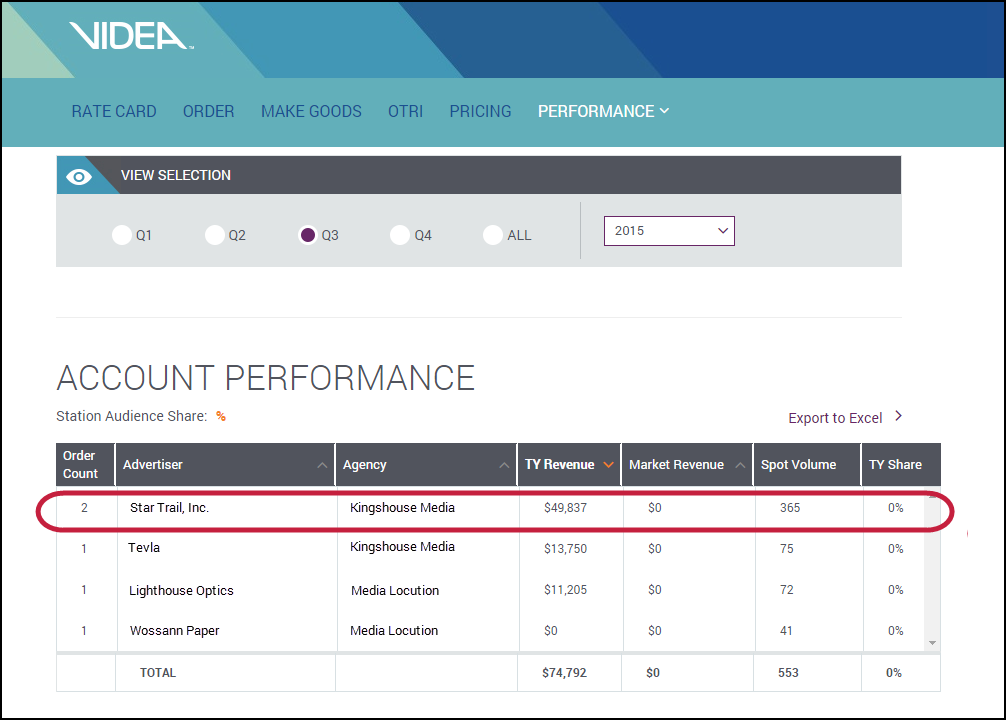 VIDEA™
RATE CARD ORDER MAKE GOODS OTRI PRICING PERFORMANCE
VIEW SELECTION
Q1 Q2 Q3 Q4 ALL 2015
ACCOUNT PERFORMANCE
Station Audience Share: %
Export to Excel
Order Count Advertiser Agency TY Revenue Market Revenue Spot Volume TY Share
2 Star Trail, Inc. Kingshouse Media $49,837 $0 365 0%
1 Tevla Kingshouse Media $13,750 $0 75 0%
1 Lighthouse Optics Media Locution $11,205 $0 72 0%
1 Wossann Paper Media Locution $0 $0 41 0%
TOTAL $74,792 $0 553 0%